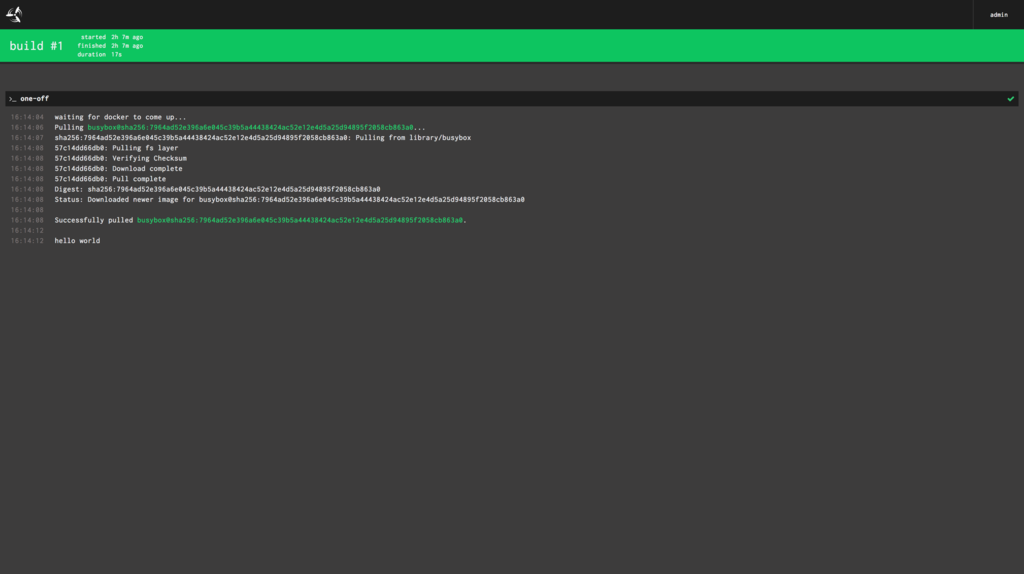 admin
build #1
started 2h 7m ago
finished 2h 7m ago
duration 17s
>_ one-off
16:14:04 waiting for docker to come up...
16:14:06 Pulling busybox@sha256:7964ad52e396a6e045c39b5a44438424ac52e12e4d5a25d94895f2058cb863a0...
16:14:07 sha256:7964ad52e396a6e045c39b5a44438424ac52e12e4d5a25d94895f2058cb863a0: Pulling from library/busybox
16:14:08 57c14dd66db0: Pulling fs layer
16:14:08 57c14dd66db0: Verifying Checksum
16:14:08 57c14dd66db0: Download complete
16:14:08 57c14dd66db0: Pull complete
16:14:08 Digest: sha256:7964ad52e396a6e045c39b5a44438424ac52e12e4d5a25d94895f2058cb863a0
16:14:08 Status: Downloaded newer image for busybox@sha256:7964ad52e396a6e045c39b5a44438424ac52e12e4d5a25d94895f2058cb863a0
16:14:08
16:14:08 Successfully pulled busybox@sha256:7964ad52e396a6e045c39b5a44438424ac52e12e4d5a25d94895f2058cb863a0.
16:14:12
16:14:12 hello world